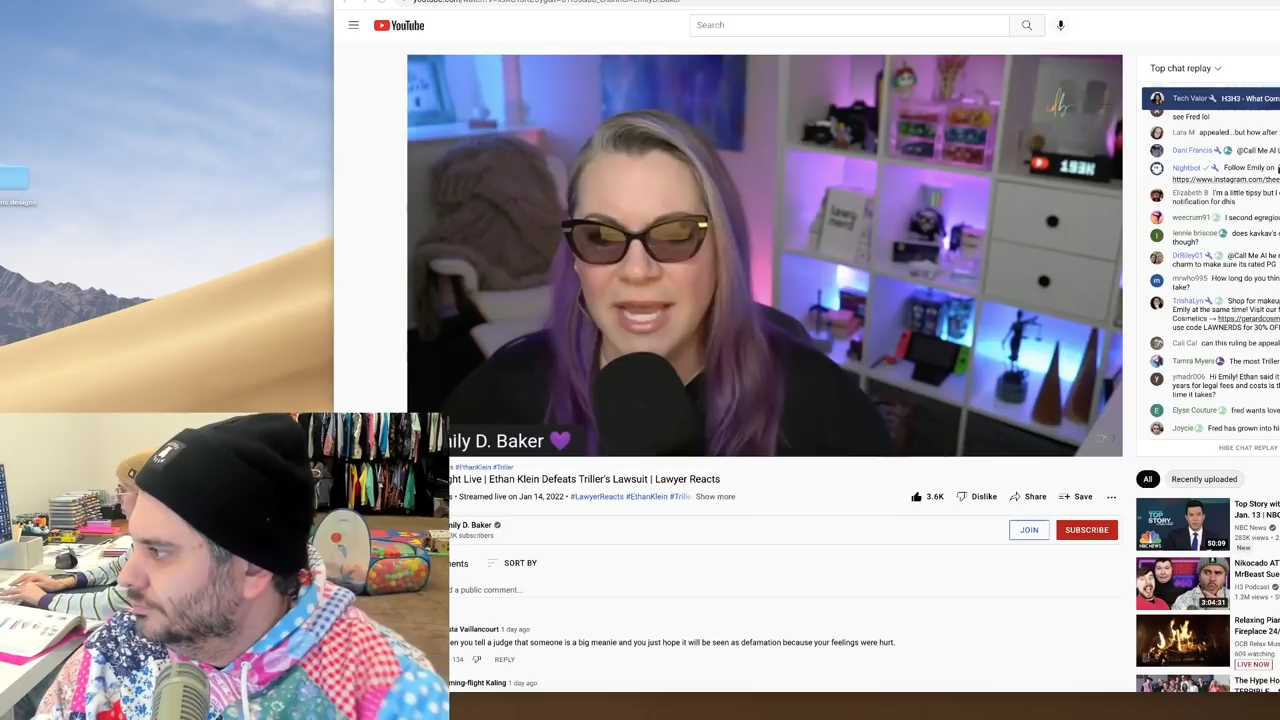 YouTube
Search
Top chat replay
Tech Valor H3H3 - What Com
see Fred lol
Lara M appealed...but how after
Dani Francis @Call Me Al L
Nightbot Follow Emily on
https://www.instagram.com/thee
Elizabeth B I'm a little tipsy but I
notification for dhis
weecrum91 I second egregio
lennie briscoe does kavkav's
though?
DrRiley01 @Call Me Al he
charm to make sure its rated PG
mrwho995 How long do you thin
take?
TrishaLyn Shop for makeu
Emily at the same time! Visit our
Cosmetics → https://gerardcosm
use code LAWNERDS for 30% OF
Cali Cal can this ruling be appeal
Tamra Myers The most Triller
ymadr006 Hi Emily! Ethan said it
years for legal fees and costs is th
time it takes?
Elyse Couture fred wants love
Joycie Fred has grown into hi
HIDE CHAT REPLAY
193K
ily D. Baker 💜
ns designs
s #EthanKlein #Triller
ght Live | Ethan Klein Defeats Triller's Lawsuit | Lawyer Reacts
s • Streamed live on Jan 14, 2022 • #LawyerReacts #EthanKlein #Trille Show more
3.6K Dislike Share Save
mily D. Baker
3K subscribers
JOIN SUBSCRIBE
ments SORT BY
d a public comment...
sta Vaillancourt 1 day ago
en you tell a judge that someone is a big meanie and you just hope it will be seen as defamation because your feelings were hurt.
134 REPLY
ming-flight Kaling 1 day ago
All Recently uploaded
Top Story wit
Jan. 13 | NBC
NBC News
283K views • 2
New
50:09
Nikocado AT
MrBeast Sue
H3 Podcast
1.3M views •
3:04:31
Relaxing Pian
Fireplace 24/
OCB Relax Mus
609 watching
LIVE NOW
The Hype Ho